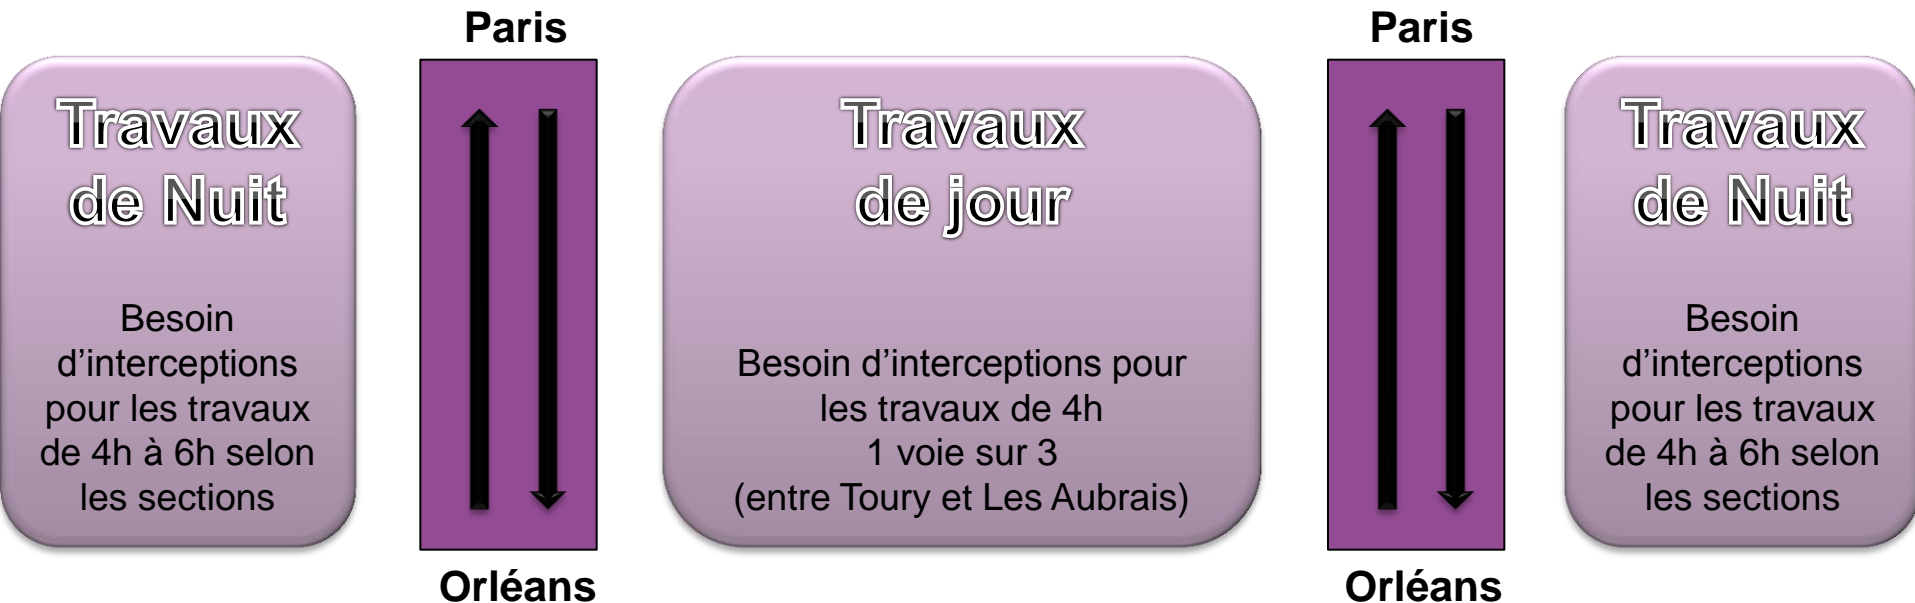 Travaux
de Nuit
Besoin
d’interceptions
pour les travaux
de 4h à 6h selon
les sections
Paris
Orléans
Travaux
de jour
Besoin d’interceptions pour
les travaux de 4h
1 voie sur 3
(entre Toury et Les Aubrais)
Paris
Orléans
Travaux
de Nuit
Besoin
d’interceptions
pour les travaux
de 4h à 6h selon
les sections